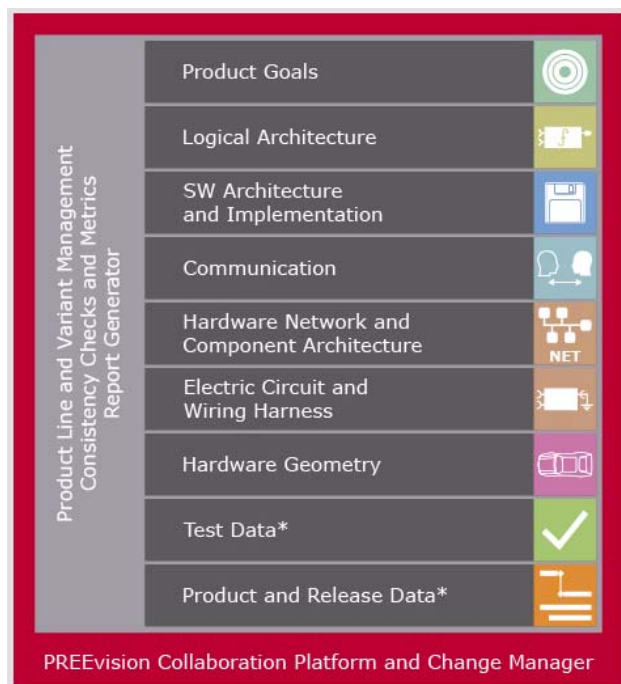 Product Line and Variant Management
Consistency Checks and Metrics
Report Generator
Product Goals
Logical Architecture
SW Architecture
and Implementation
Communication
Hardware Network and
Component Architecture
NET
Electric Circuit and
Wiring Harness
Hardware Geometry
Test Data*
Product and Release Data*
PREEvision Collaboration Platform and Change Manager